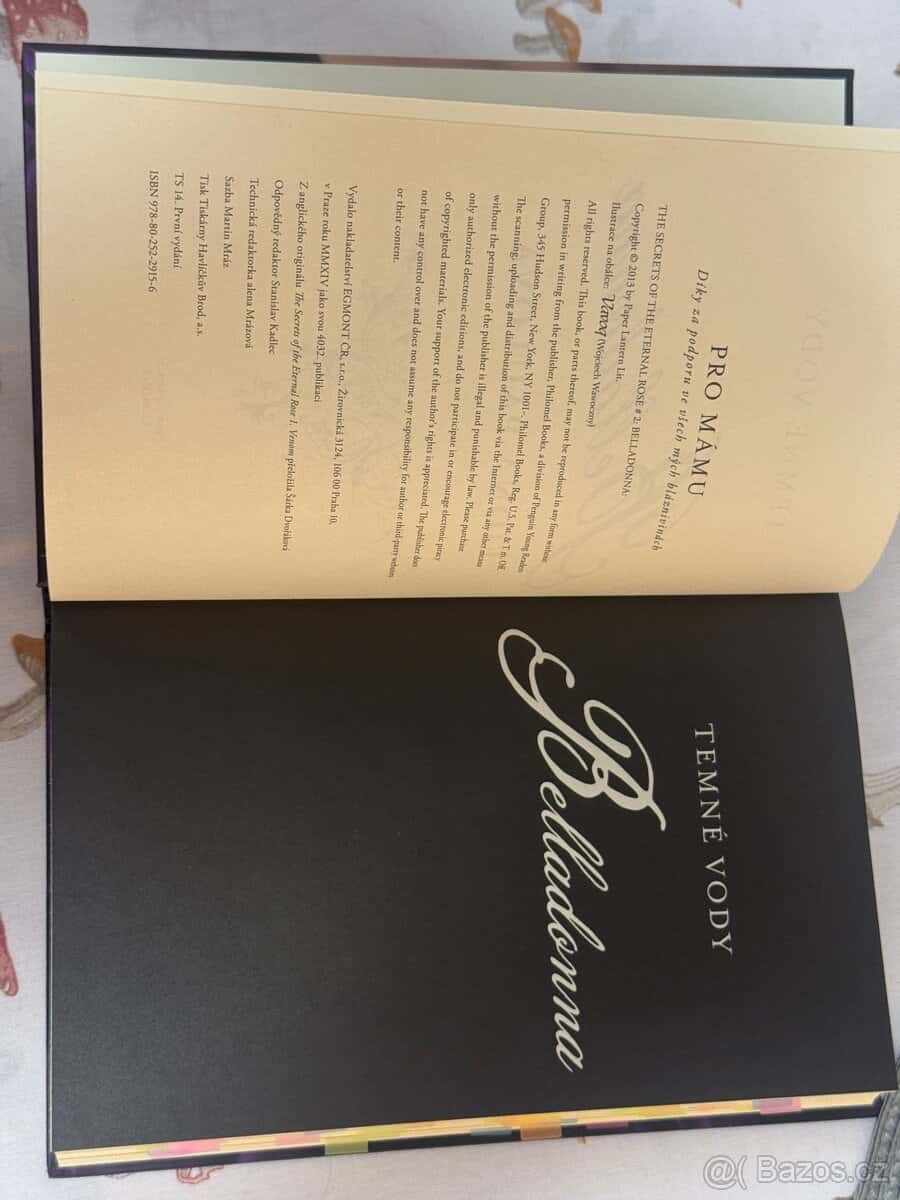 PRO MÁMU
Díky za podporu ve všech mých bláznivinách
THE SECRETS OF THE ETERNAL ROSE # 2: BELLADONNA:
Copyright © 2013 by Paper Lantern Lit.
Ilustrace na obálce: (Wojciech Wawoczny)
All rights reserved. This book, or parts thereof, may not be reproduced in any form without
permission in writing from the publisher, Philomel Books, a division of Penguin Young Readers
Group, 345 Hudson Street, New York, NY 1001-. Philomel Books, Reg. U.S. Pat. & T n. Off.
The scanning, uploading and distribution of this book via the Internet or via any other means
without the permission of the publisher is illegal and punishable by law. Please purchase
only authorized electronic editions, and do not participate in or encourage electronic piracy
of copyrighted materials. Your support of the author's rights is appreciated. The publisher does
not have any control over and does not assume any responsibility for author or third-party websites
or their content.
Vydalo nakladatelství EGMONT ČR, s.r.o., Žirovnická 3124, 106 00 Praha 10,
v Praze roku MMXIV jako svou 4032. publikaci
Z anglického originálu The Secrets of the Eternal Rose 1. Venom přeložila Šárka Dvořáková
Odpovědný redaktor Stanislav Kadlec
Technická redaktorka alena Mrázová
Sazba Martin Mráz
Tisk Tiskárny Havlíčkův Brod, a.s.
TS 14. První vydání
ISBN 978-80-252-2915-6
TEMNÉ VODY
Belladonna
@( Bazos.cz